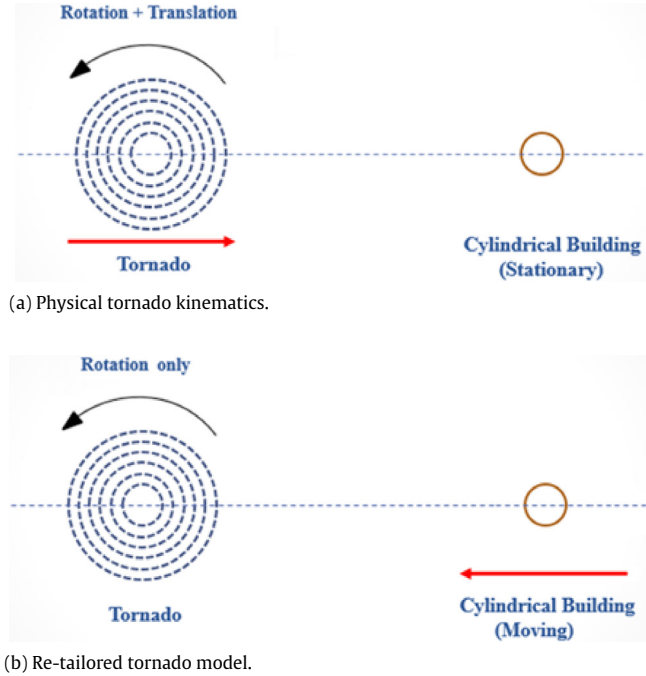 Rotation + Translation
Tornado
Cylindrical Building
(Stationary)
(a) Physical tornado kinematics.
Rotation only
Tornado
Cylindrical Building
(Moving)
(b) Re-tailored tornado model.